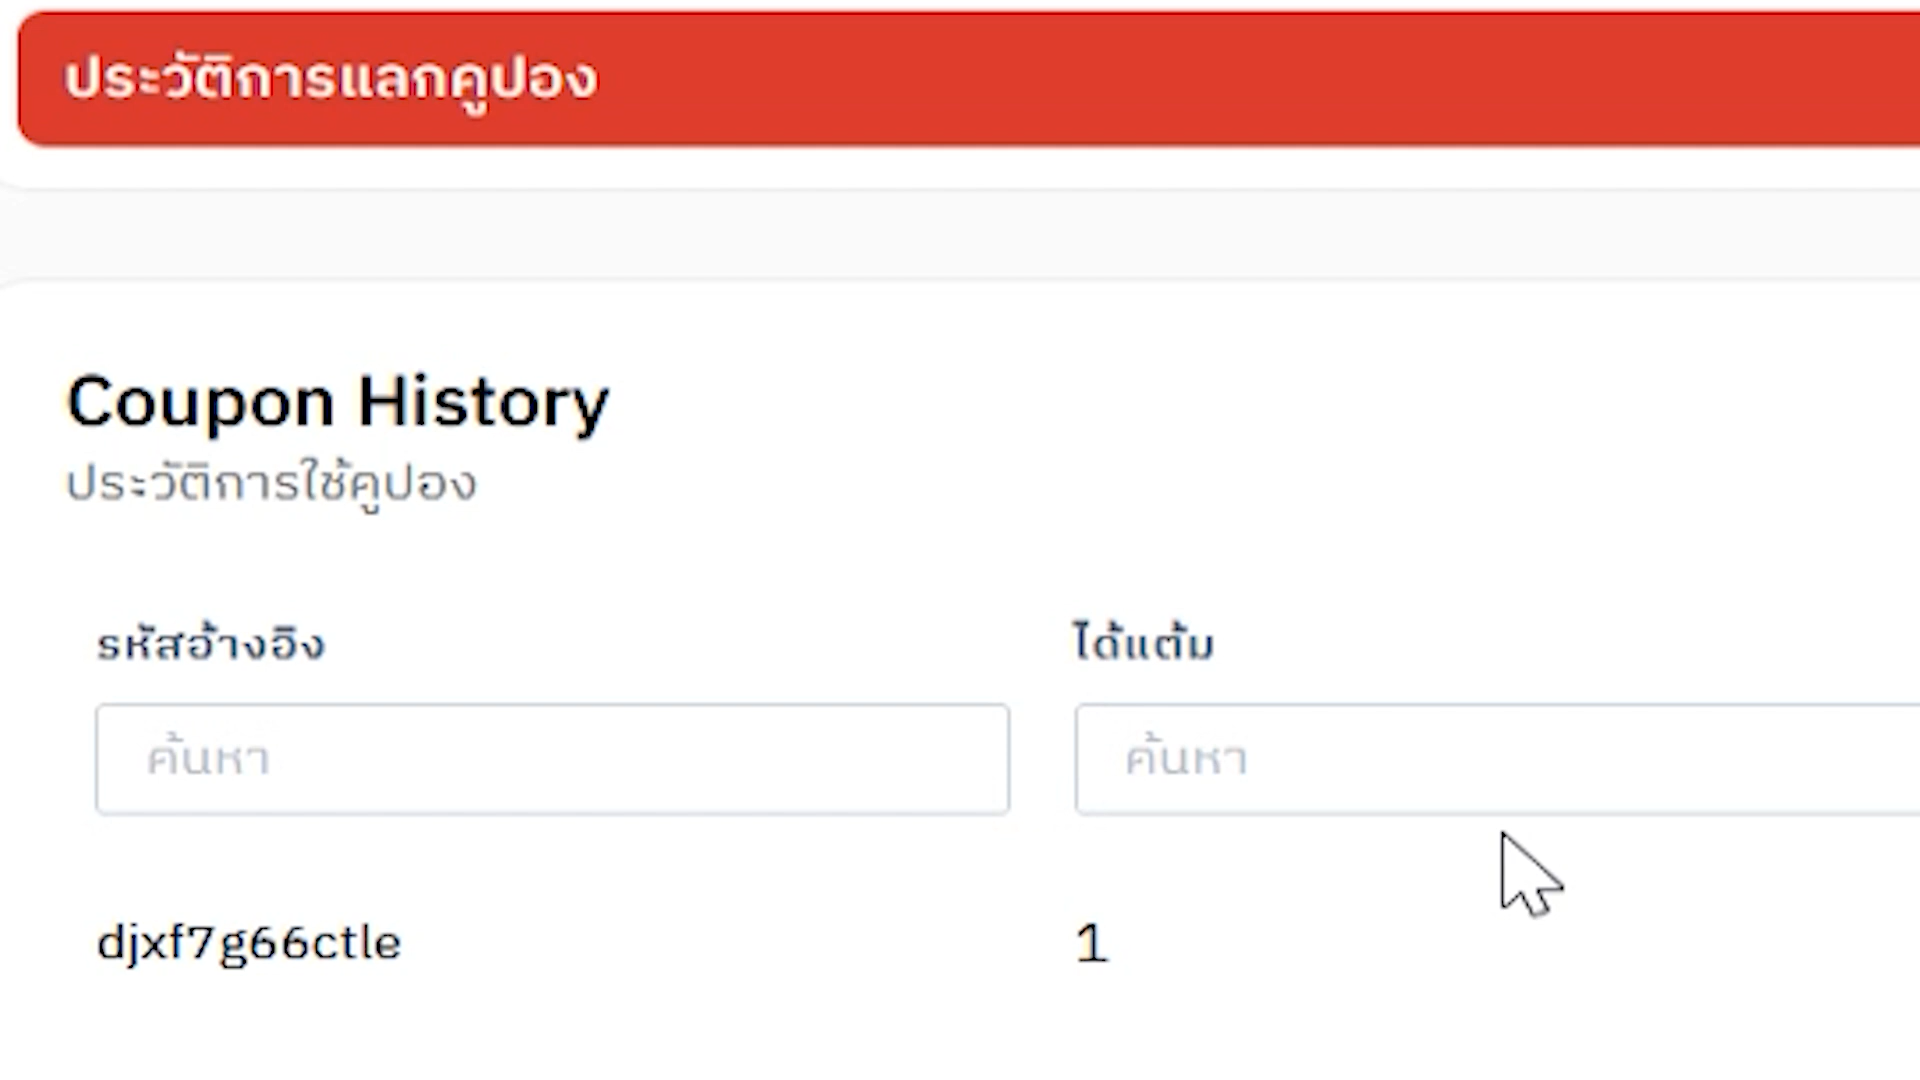 ประวัติการแลกคูปอง
Coupon History
ประวัติการใช้คูปอง
รหัสอ้างอิง ได้แต้ม
ค้นหา ค้นหา
djxf7g66ctle 1